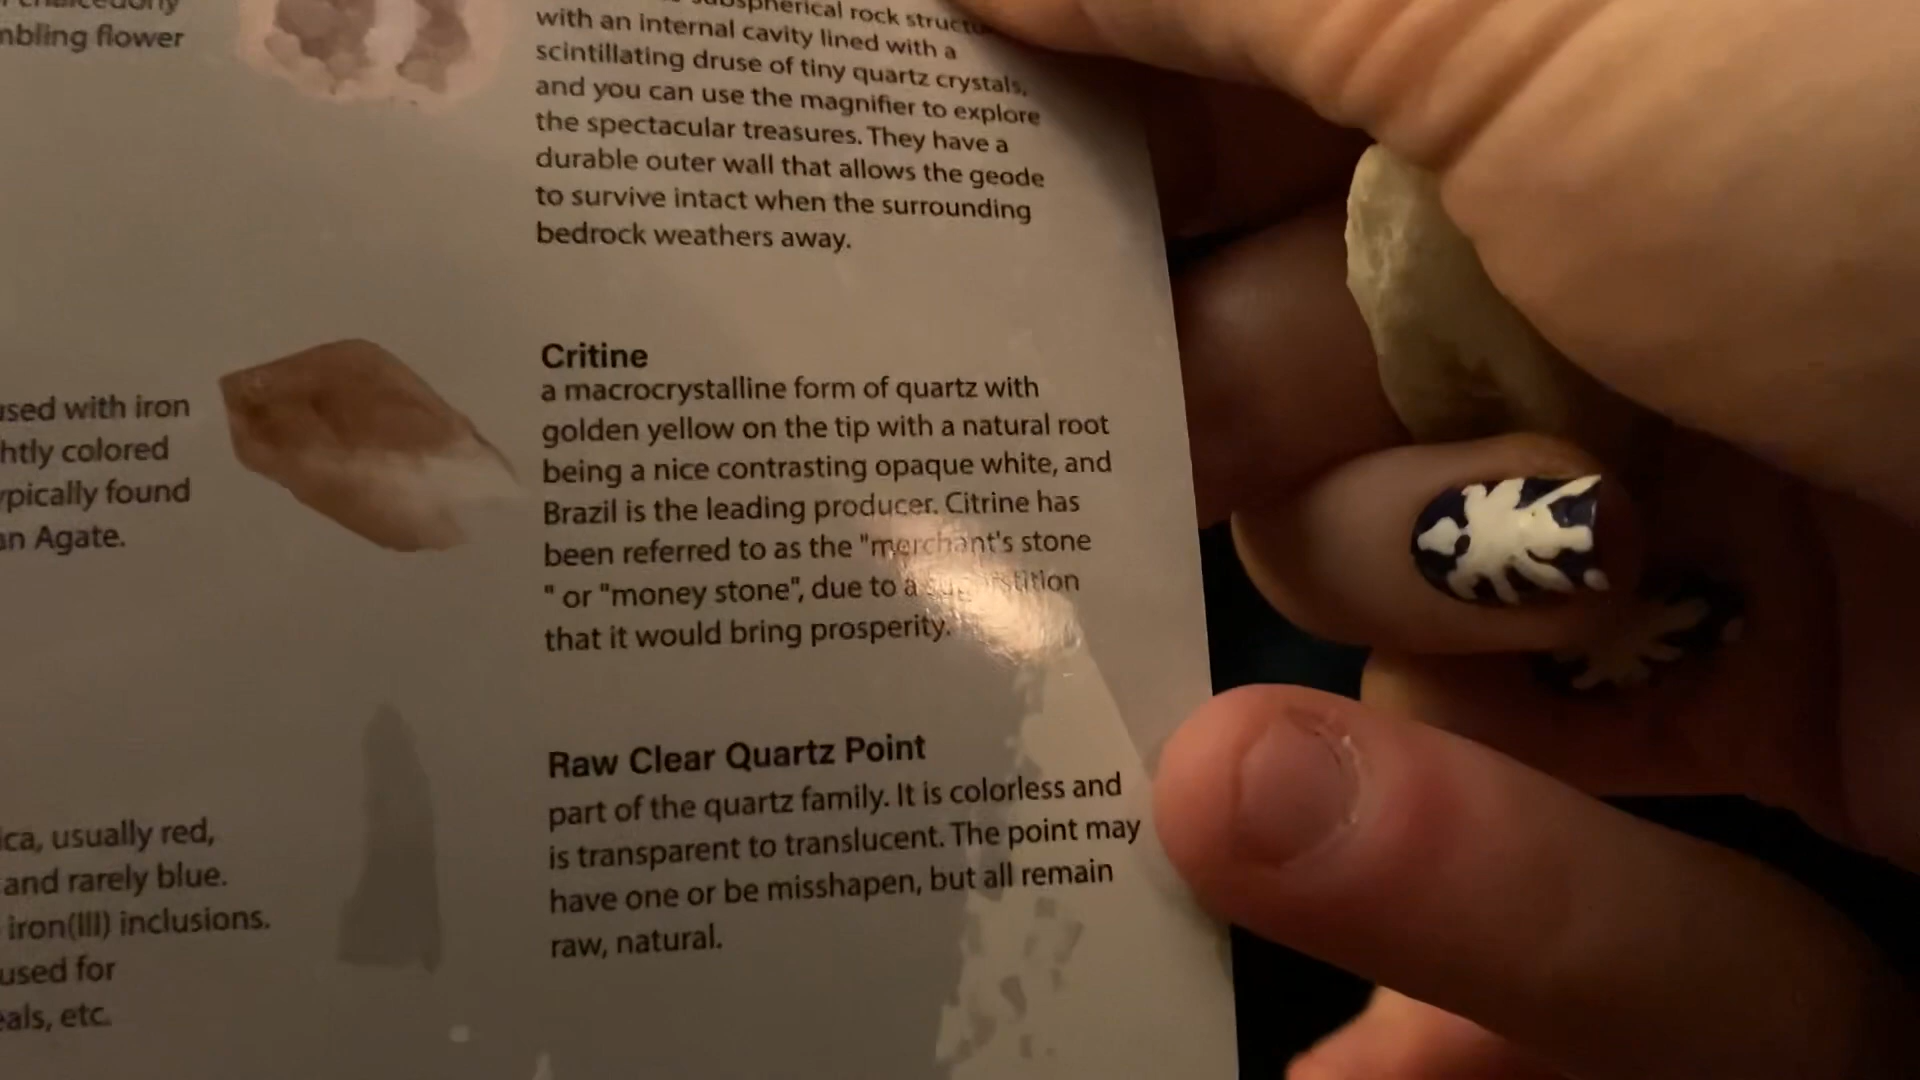 mbling flower
spherical rock
with an internal cavity lined with a
scintillating druse of tiny quartz crystals,
and you can use the magnifier to explore
the spectacular treasures. They have a
durable outer wall that allows the geode
to survive intact when the surrounding
bedrock weathers away.
used with iron
htly colored
ypically found
an Agate.
Critine
a macrocrystalline form of quartz with
golden yellow on the tip with a natural root
being a nice contrasting opaque white, and
Brazil is the leading producer. Citrine has
been referred to as the "merchant's stone
" or "money stone", due to a superstition
that it would bring prosperity.
ica, usually red,
and rarely blue.
iron(III) inclusions.
used for
eals, etc.
Raw Clear Quartz Point
part of the quartz family. It is colorless and
is transparent to translucent. The point may
have one or be misshapen, but all remain
raw, natural.